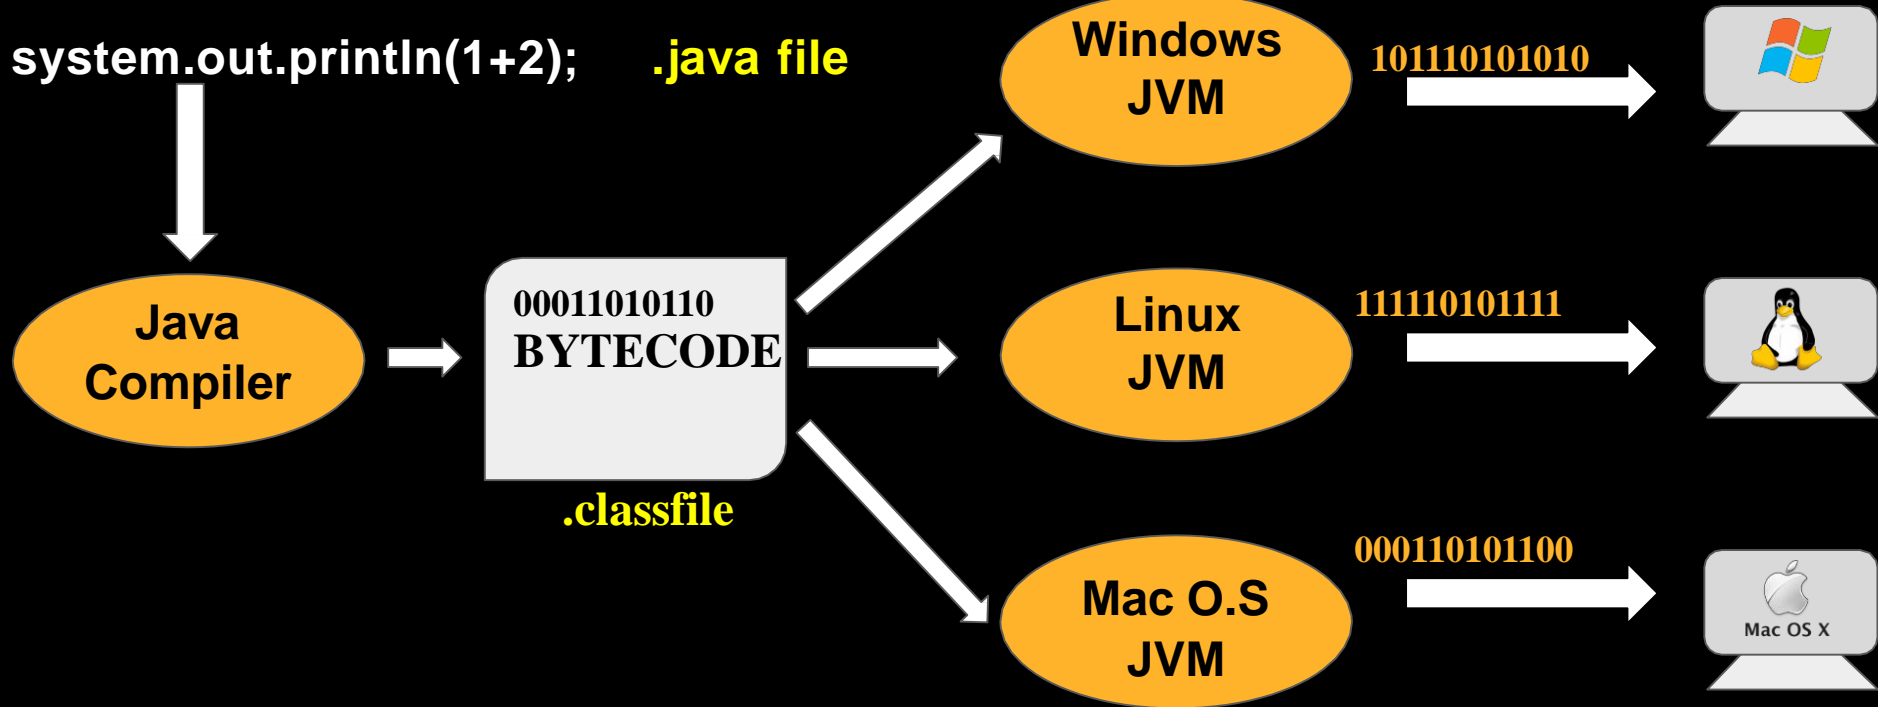 system.out.println(1+2);
.java file
Java
Compiler
00011010110
BYTECODE
.classfile
Windows
JVM
101110101010
Linux
JVM
111110101111
Mac O.S
JVM
000110101100
Mac OS X